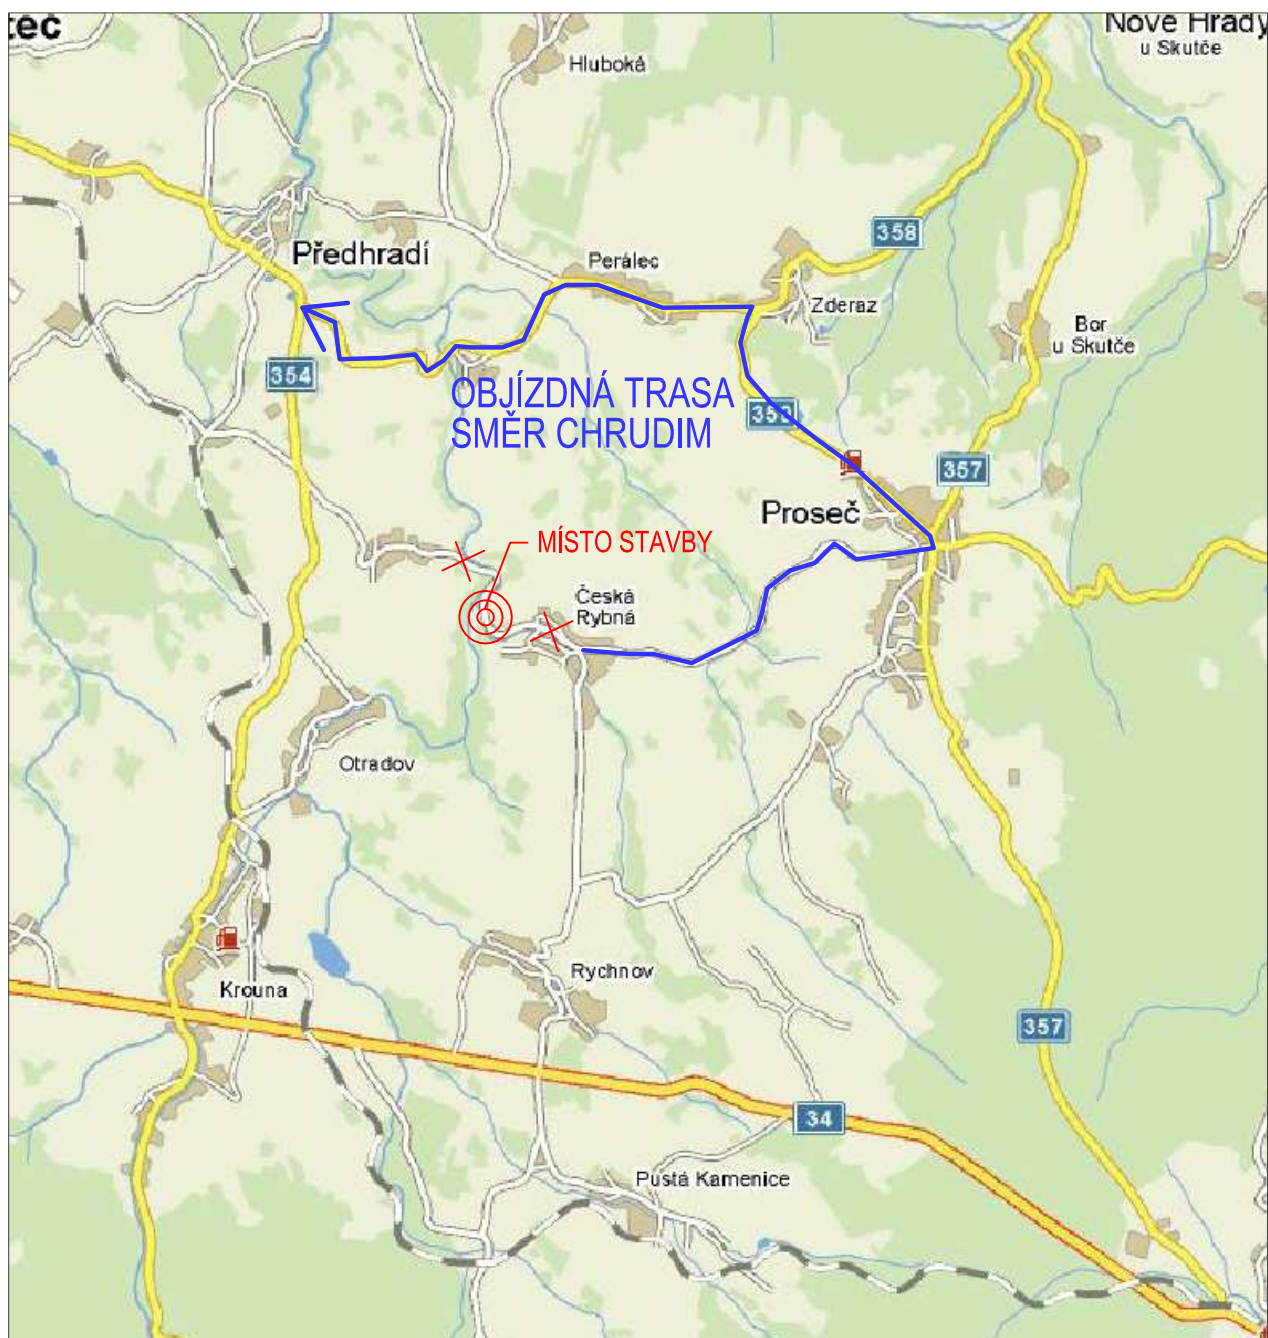 teč
Nové Hrady
u Skutče
Hluboká
358
Předhradí
Perálec
Zderaz
Bor
u Skutče
354
OBJÍZDNÁ TRASA
SMĚR CHRUDIM
357
Proseč
MÍSTO STAVBY
Česká
Rybná
Otradov
Rychnov
Krouna
357
34
Pustá Kamenice